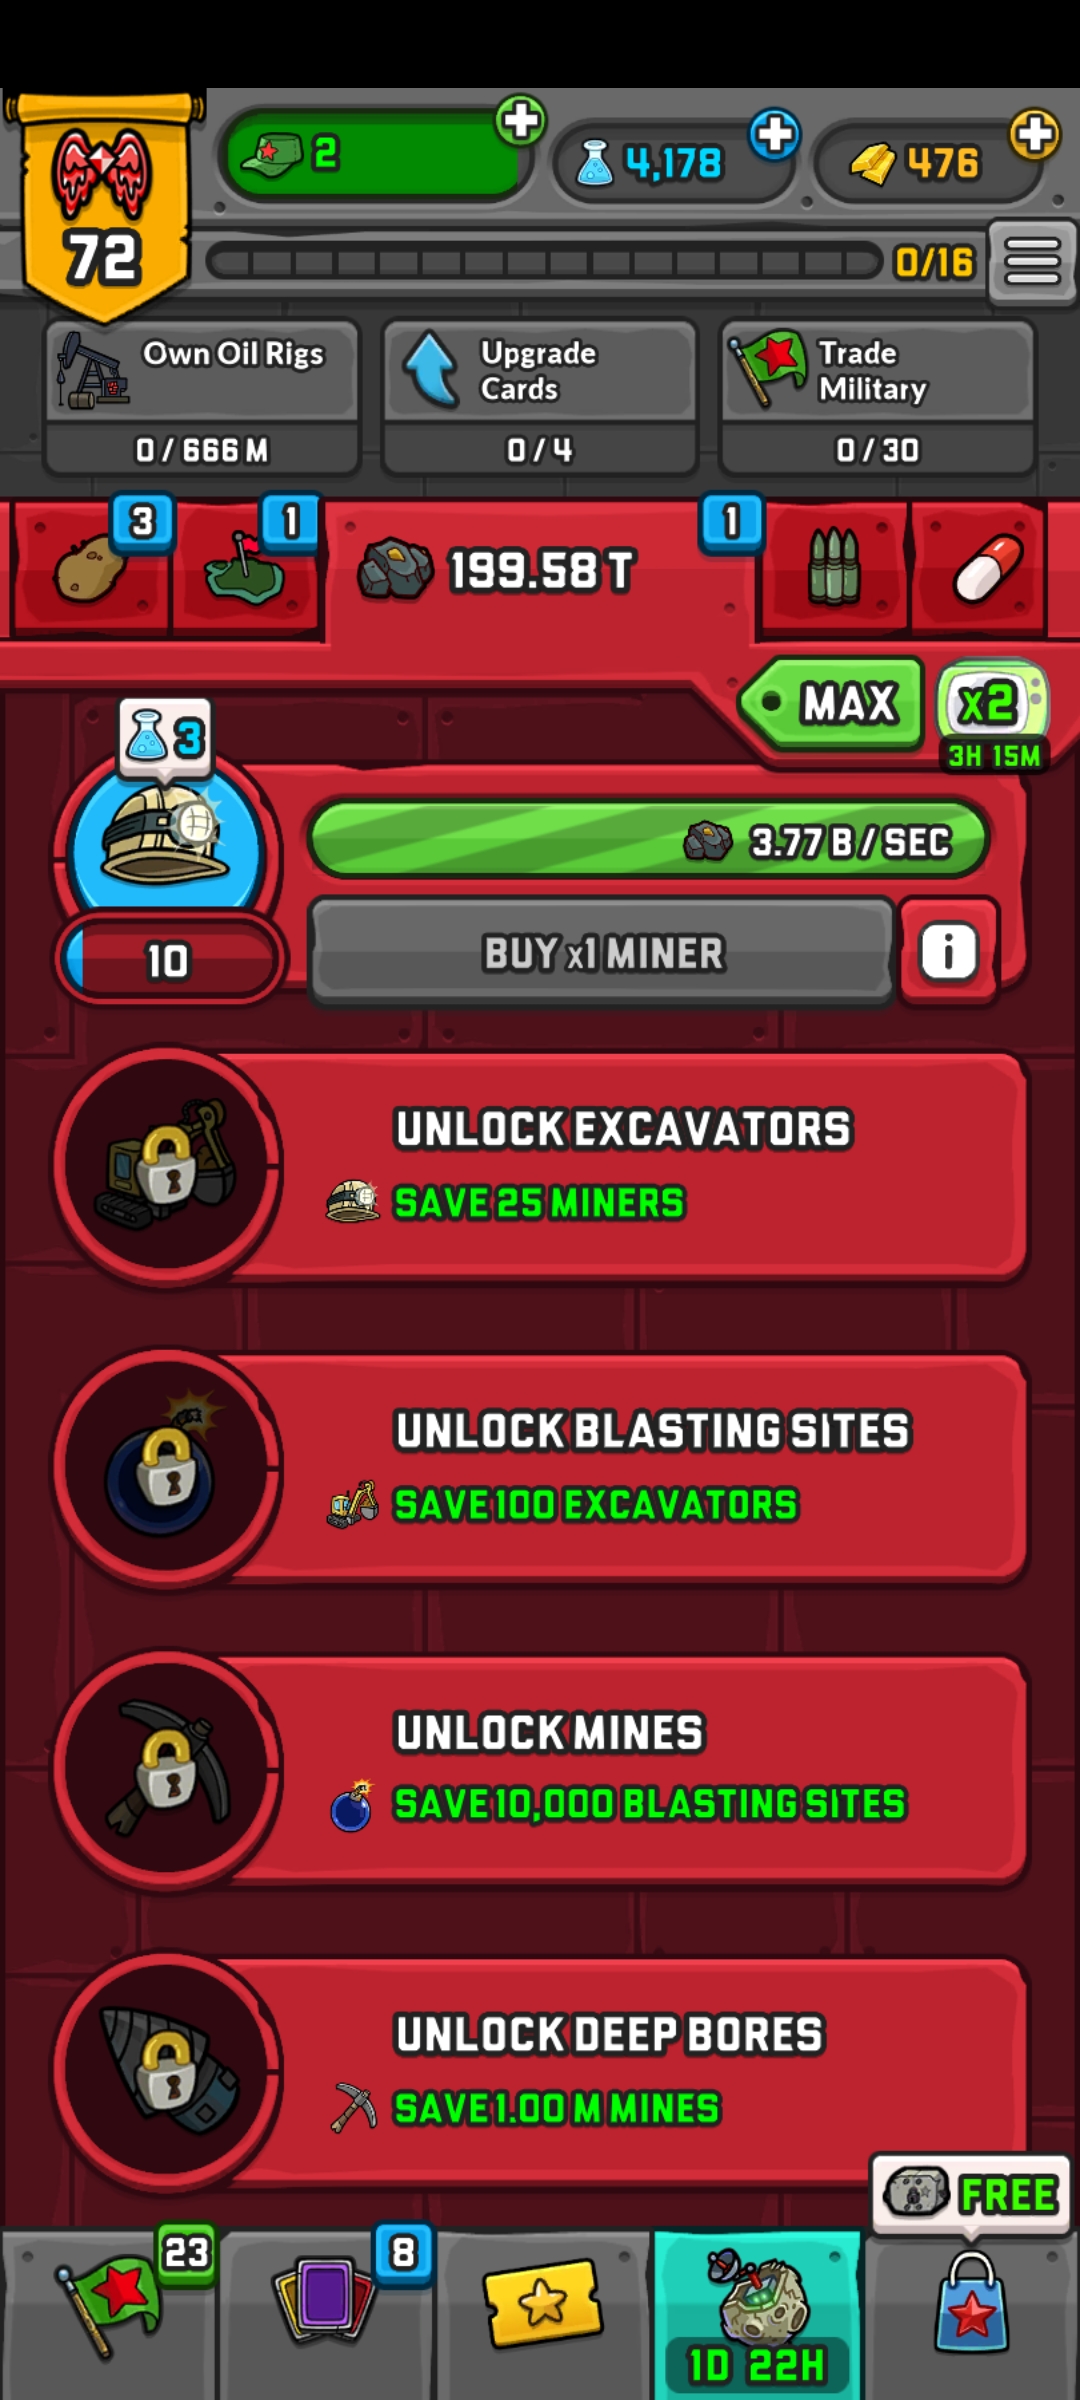 2
4,178
476
72
0/16
Own Oil Rigs
Upgrade
Cards
Trade
Military
0 / 666 M
0 / 4
0 / 30
3
1
199.58 T
1
MAX
x2
3H 15M
3
3.77 B / SEC
10
BUY x1 MINER
i
UNLOCK EXCAVATORS
SAVE 25 MINERS
UNLOCK BLASTING SITES
SAVE 100 EXCAVATORS
UNLOCK MINES
SAVE 10,000 BLASTING SITES
UNLOCK DEEP BORES
SAVE 1.00 M MINES
FREE
23
8
1D 22H